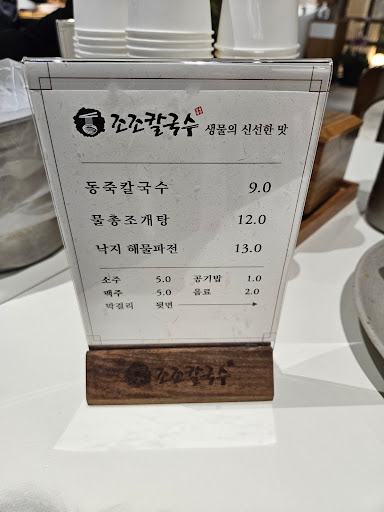 조조칼국수 생물의 신선한 맛
동죽칼국수 9.0
물총조개탕 12.0
낙지 해물파전 13.0
소주 5.0 공기밥 1.0
맥주 5.0 음료 2.0
막걸리 뒷면
조조칼국수